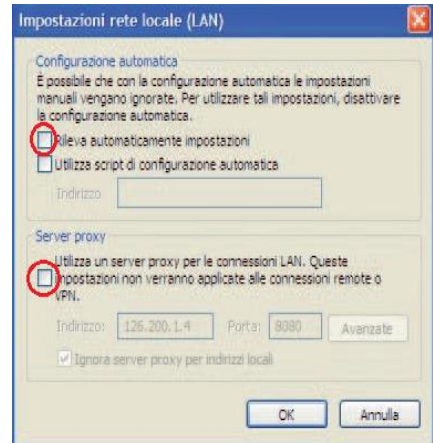 Impostazioni rete locale (LAN)
Configurazione automatica
È possibile che con la configurazione automatica le impostazioni
manuali vengano ignorate. Per utilizzare tali impostazioni, disattivare
la configurazione automatica.
Rileva automaticamente impostazioni
Utilizza script di configurazione automatica
Indirizzo
Server proxy
Utilizza un server proxy per le connessioni LAN. Queste
impostazioni non verranno applicate alle connessioni remote o
VPN.
Indirizzo: 126.200.1.4 Porta: 8080 Avanzate
Ignora server proxy per indirizzi locali
OK Annulla